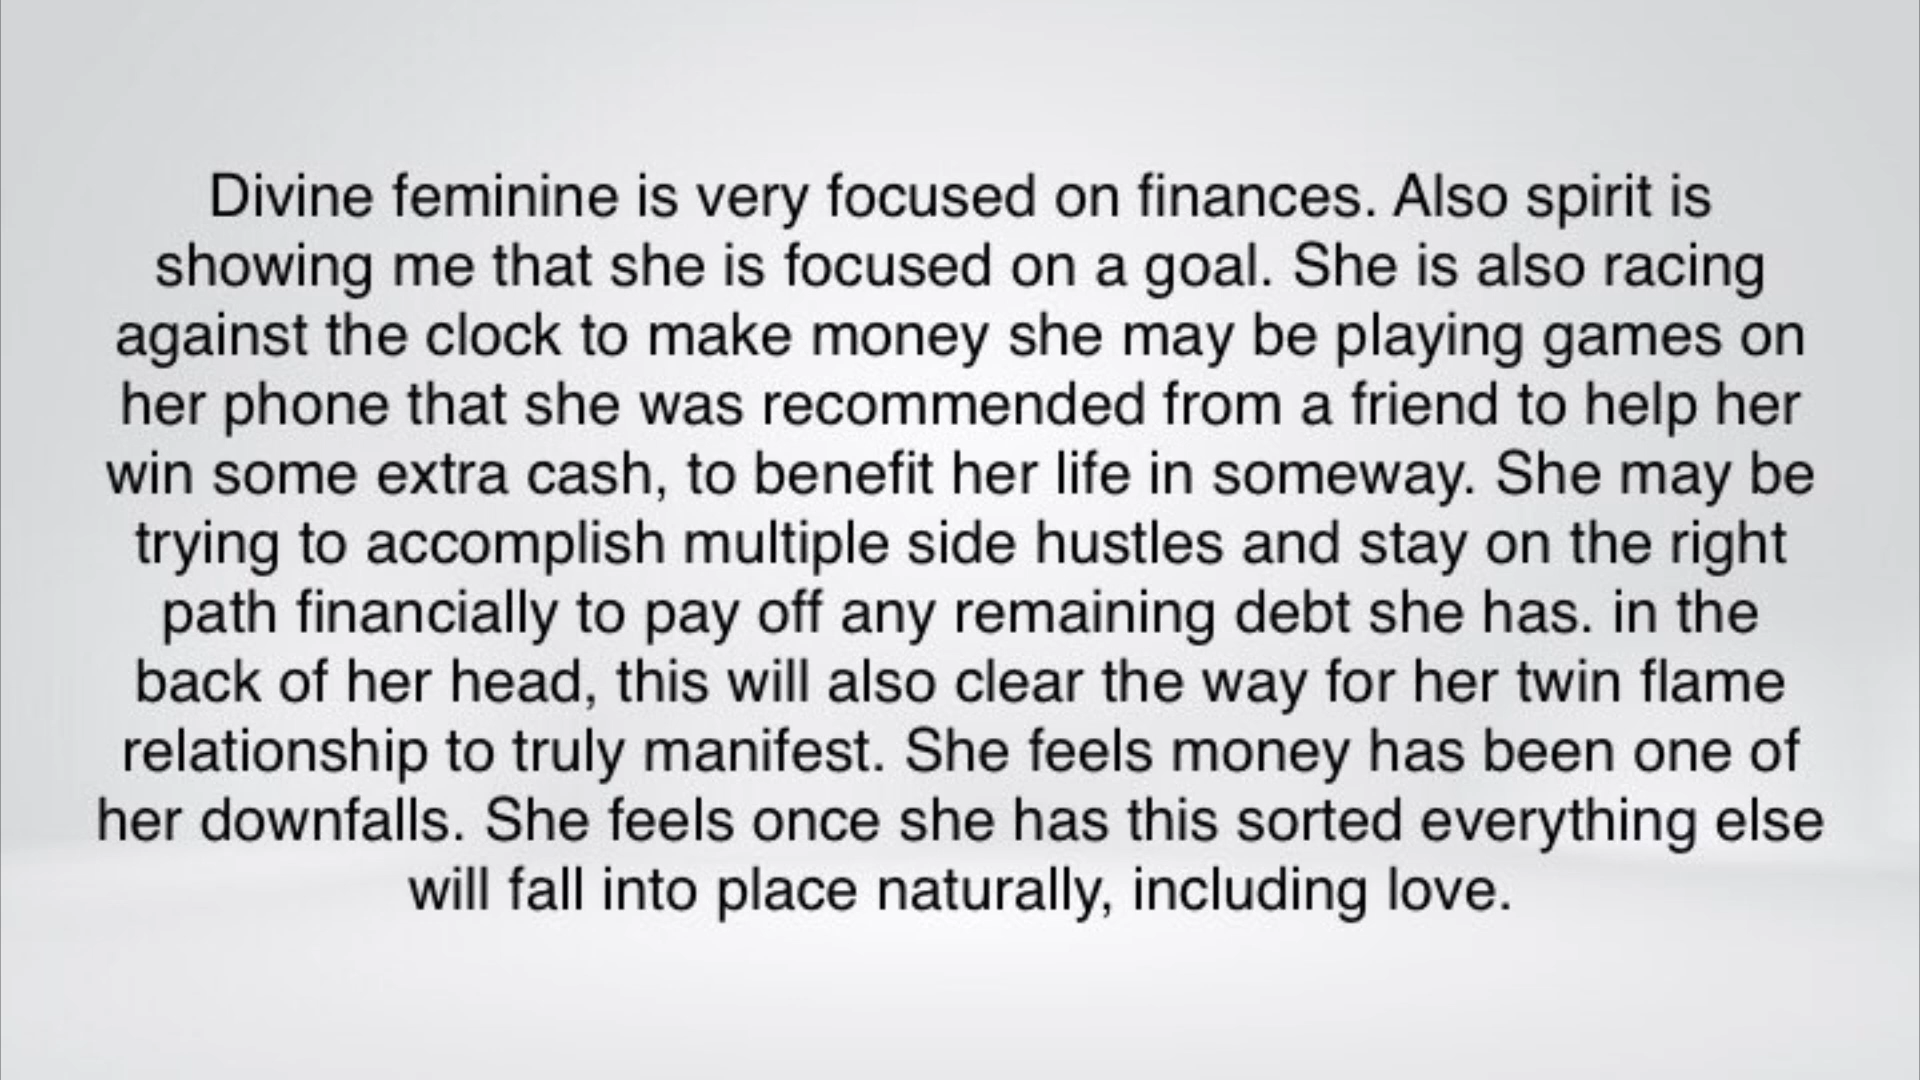 Divine feminine is very focused on finances. Also spirit is
showing me that she is focused on a goal. She is also racing
against the clock to make money she may be playing games on
her phone that she was recommended from a friend to help her
win some extra cash, to benefit her life in someway. She may be
trying to accomplish multiple side hustles and stay on the right
path financially to pay off any remaining debt she has. in the
back of her head, this will also clear the way for her twin flame
relationship to truly manifest. She feels money has been one of
her downfalls. She feels once she has this sorted everything else
will fall into place naturally, including love.